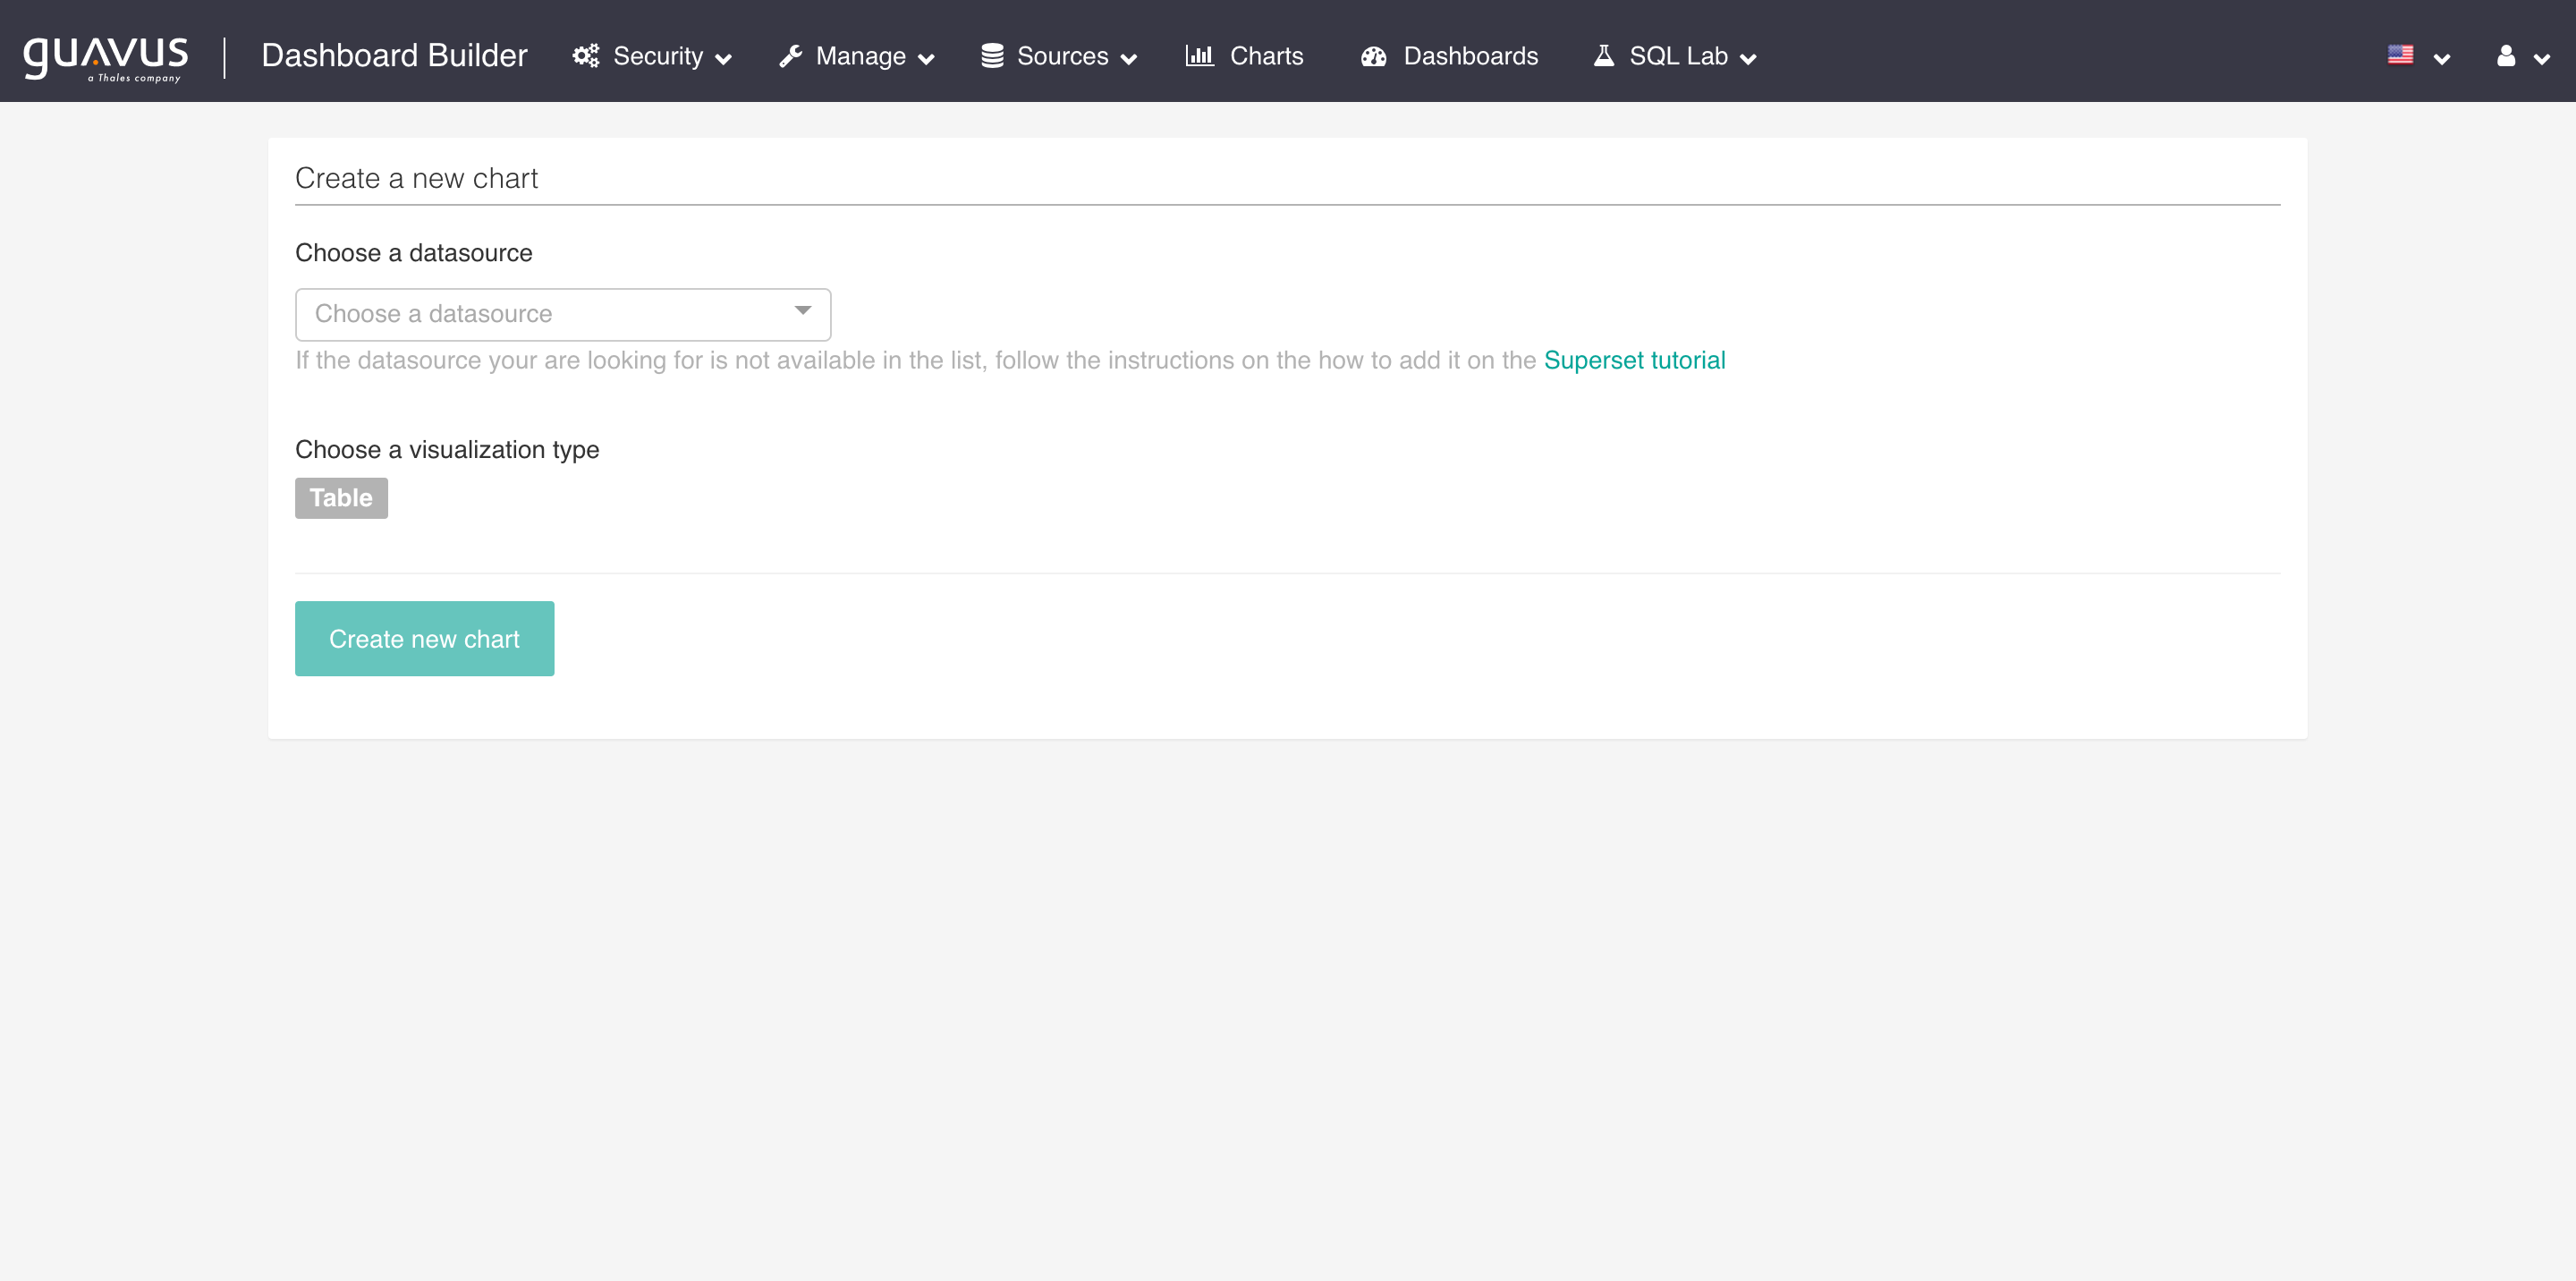 guavus
a Thales company
Dashboard Builder Security Manage Sources Charts Dashboards SQL Lab
Create a new chart
Choose a datasource
Choose a datasource
If the datasource your are looking for is not available in the list, follow the instructions on the how to add it on the Superset tutorial
Choose a visualization type
Table
Create new chart